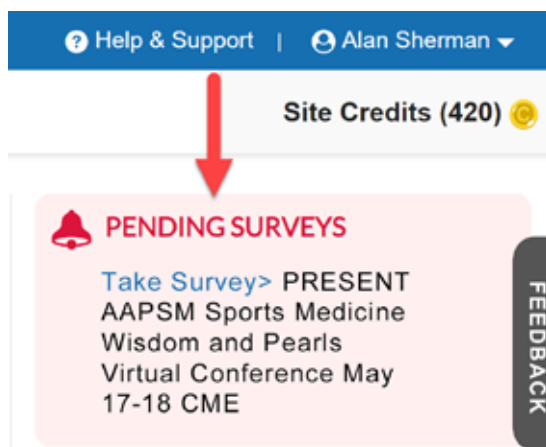 Help & Support | Alan Sherman
Site Credits (420)
PENDING SURVEYS
Take Survey> PRESENT
AAPSM Sports Medicine
Wisdom and Pearls
Virtual Conference May
17-18 CME
FEEDBACK